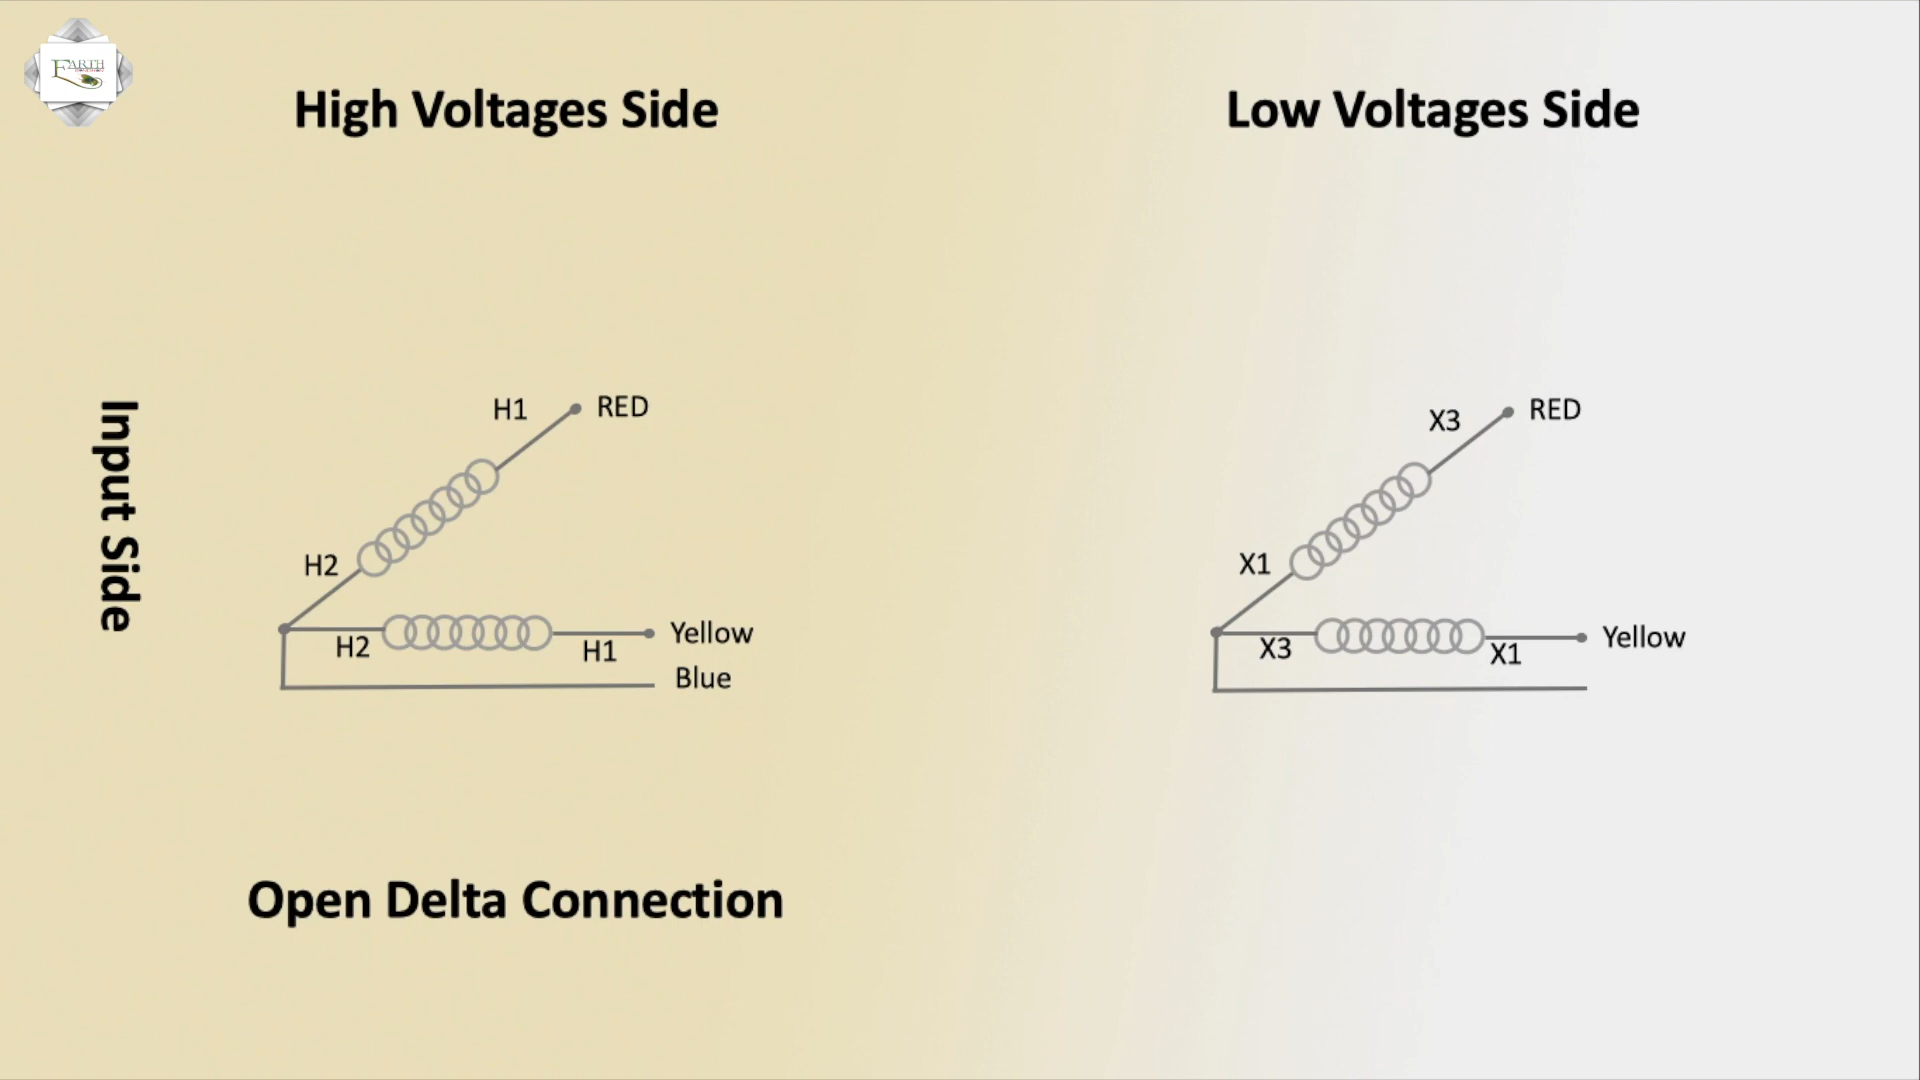 EARTH
High Voltages Side
Low Voltages Side
Input Side
H1
RED
H2
H2
H1
Yellow
Blue
X3
RED
X1
X3
X1
Yellow
Open Delta Connection